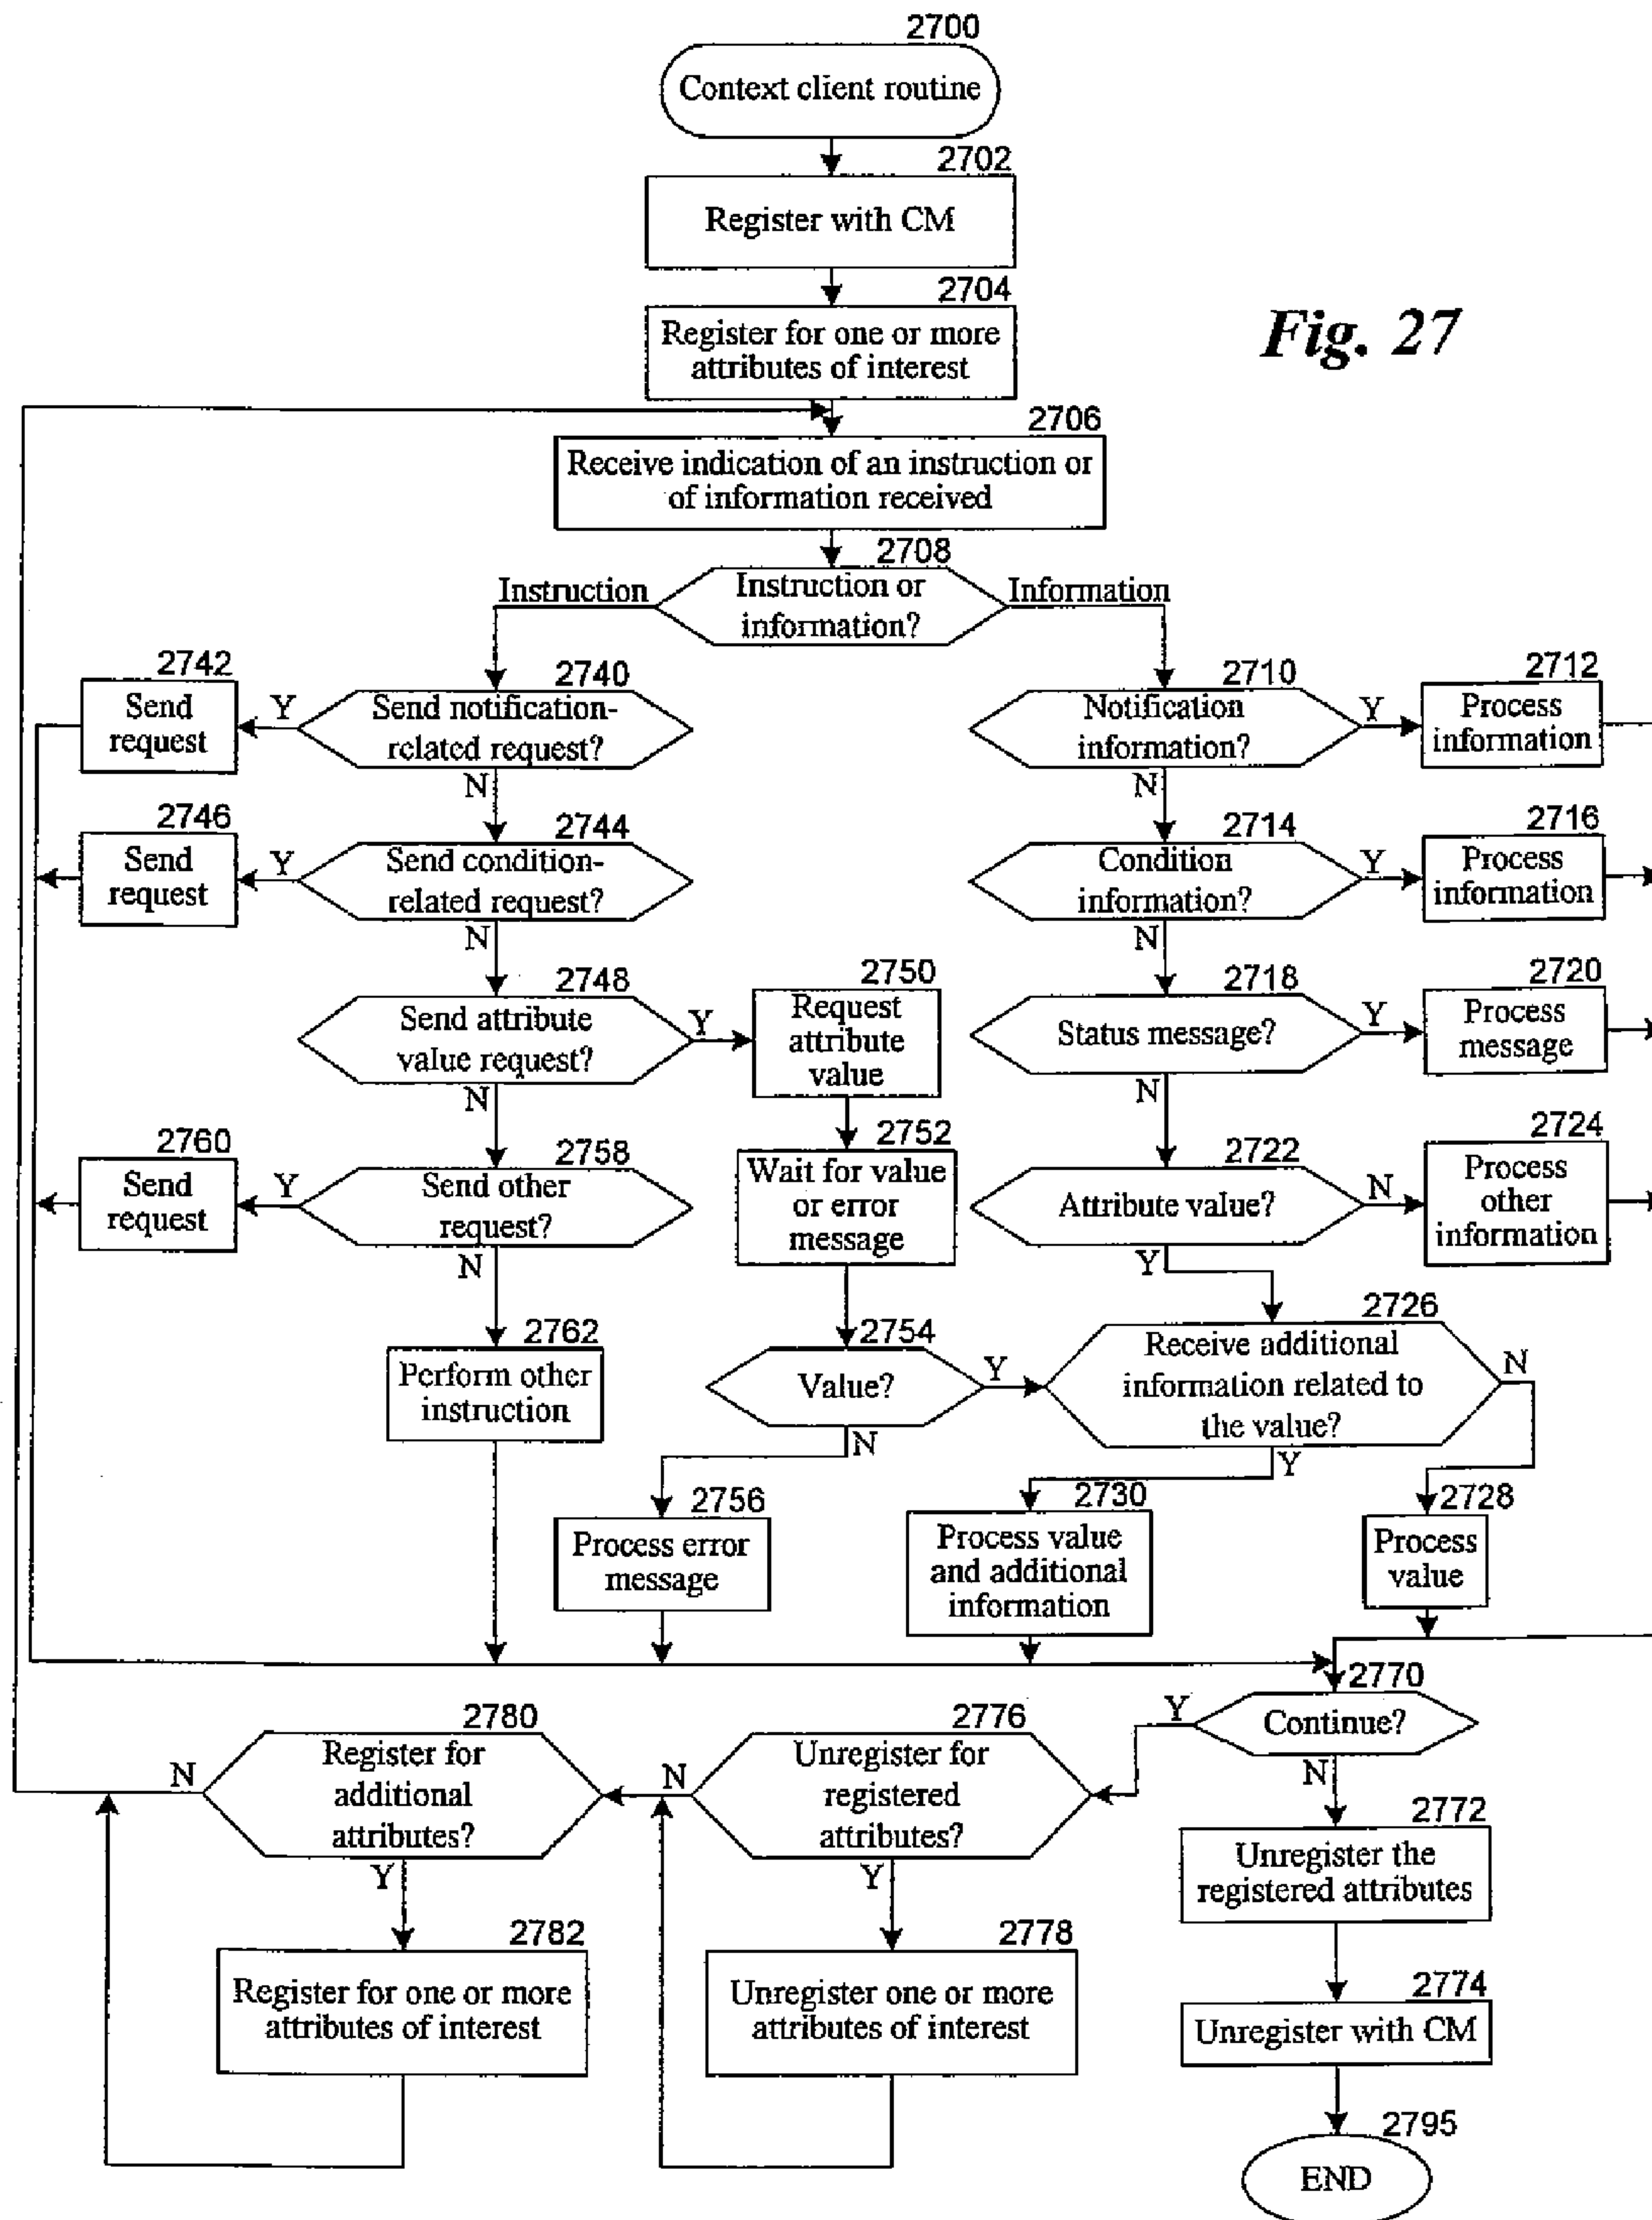 2700
Context client routine
2702
Register with CM
2704
Register for one or more
attributes of interest
Fig. 27
2706
Receive indication of an instruction or
of information received
2708
Instruction
Instruction or
information?
Information
2742
Send
request
Y
2740
Send notification-
related request?
N
2710
Notification
information?
Y
N
2712
Process
information
2746
Send
request
Y
2744
Send condition-
related request?
N
2714
Condition
information?
Y
N
2716
Process
information
2748
Send attribute
value request?
Y
N
2750
Request
attribute
value
2718
Status message?
Y
N
2720
Process
message
2760
Send
request
Y
2758
Send other
request?
N
2752
Wait for value
or error
message
2722
Attribute value?
N
Y
2724
Process
other
information
2762
Perform other
instruction
2754
Value?
Y
N
2726
Receive additional
information related to
the value?
N
Y
2756
Process error
message
2730
Process value
and additional
information
2728
Process
value
2770
Continue?
Y
N
2780
Register for
additional
attributes?
N
Y
2776
Unregister for
registered
attributes?
N
Y
2772
Unregister the
registered attributes
2782
Register for one or more
attributes of interest
2778
Unregister one or more
attributes of interest
2774
Unregister with CM
2795
END